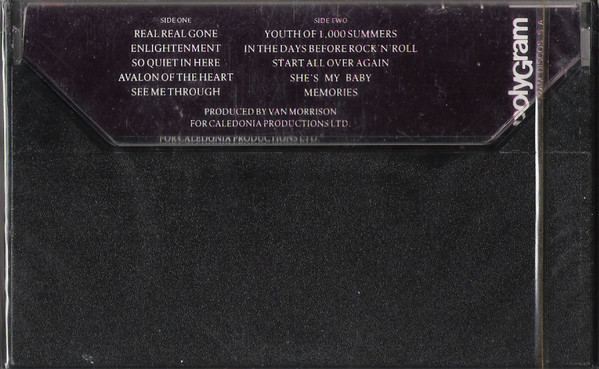 SIDE ONE
REAL REAL GONE
ENLIGHTENMENT
SO QUIET IN HERE
AVALON OF THE HEART
SEE ME THROUGH
SIDE TWO
YOUTH OF 1,000 SUMMERS
IN THE DAYS BEFORE ROCK'N'ROLL
START ALL OVER AGAIN
SHE'S MY BABY
MEMORIES
PRODUCED BY VAN MORRISON
FOR CALEDONIA PRODUCTIONS LTD.
FOR CALEDONIA PRODUCTIONS LTD.
polyGram
DISCOS S.A.